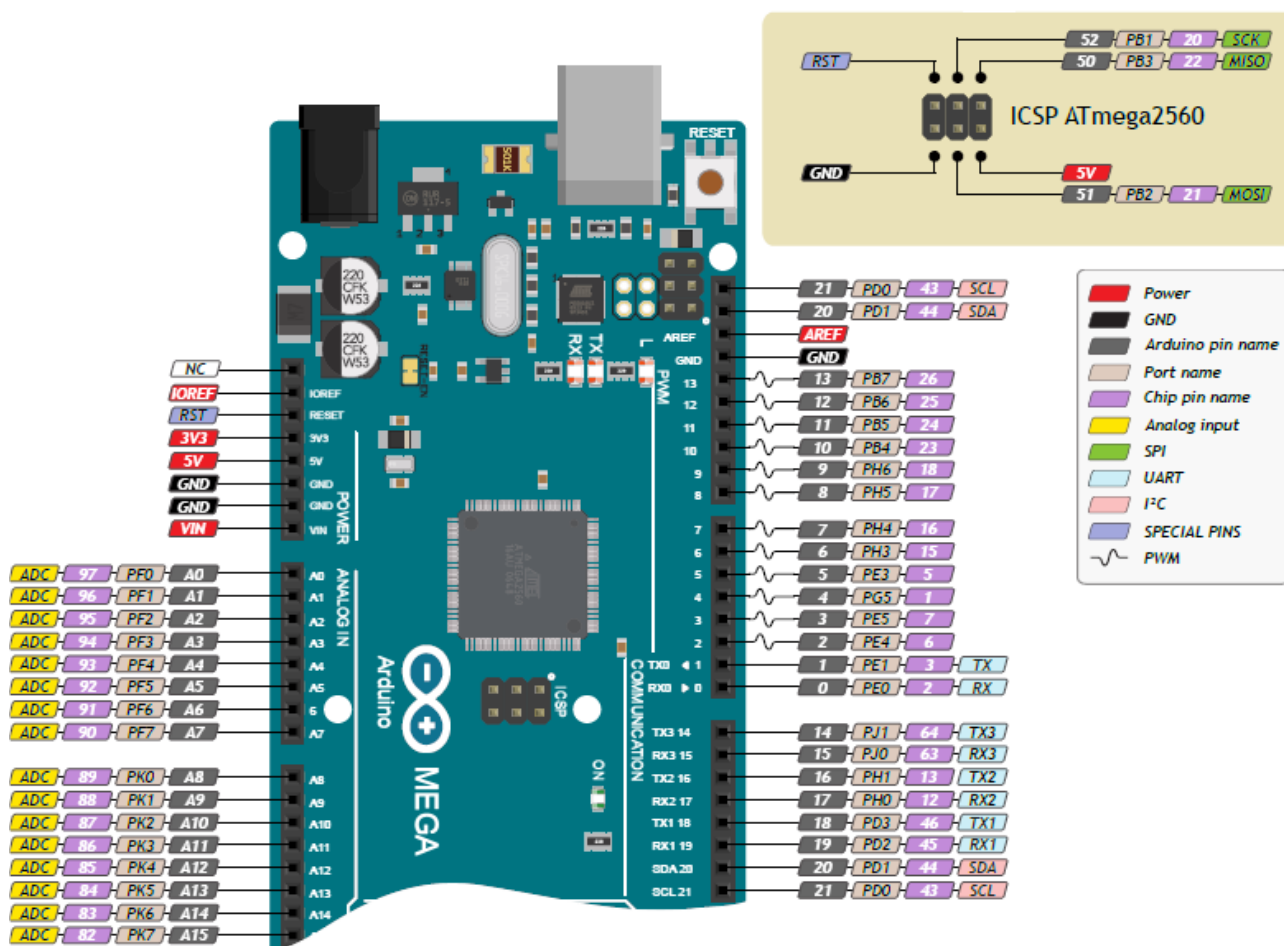 52 PB1 20 SCK
RST 50 PB3 22 MISO
ICSP ATmega2560
GND 5V
51 PB2 21 MOSI
RESET
220
CFK
W53
220
CFK
W53
501K
1 2 3
RESET-EN
RX
TX
L
PWM
AREF
GND
13
12
11
10
9
8
7
6
5
4
3
2
TX0 1
RX0 0
COMMUNICATION
TX3 14
RX3 15
TX2 16
RX2 17
TX1 18
RX1 19
SDA 20
SCL 21
IOREF
RESET
3V3
5V
GND
GND
VIN
POWER
A0
A1
A2
A3
A4
A5
6
A7
ANALOG IN
A8
A9
A10
A11
A12
A13
A14
ATMEGA2560
Arduino
MEGA
ICSP
ON
NC
IOREF
RST
3V3
5V
GND
GND
VIN
ADC 97 PF0 A0
ADC 96 PF1 A1
ADC 95 PF2 A2
ADC 94 PF3 A3
ADC 93 PF4 A4
ADC 92 PF5 A5
ADC 91 PF6 A6
ADC 90 PF7 A7
ADC 89 PK0 A8
ADC 88 PK1 A9
ADC 87 PK2 A10
ADC 86 PK3 A11
ADC 85 PK4 A12
ADC 84 PK5 A13
ADC 83 PK6 A14
ADC 82 PK7 A15
21 PD0 43 SCL
20 PD1 44 SDA
AREF
GND
13 PB7 26
12 PB6 25
11 PB5 24
10 PB4 23
9 PH6 18
8 PH5 17
7 PH4 16
6 PH3 15
5 PE3 5
4 PG5 1
3 PE5 7
2 PE4 6
1 PE1 3 TX
0 PE0 2 RX
14 PJ1 64 TX3
15 PJ0 63 RX3
16 PH1 13 TX2
17 PH0 12 RX2
18 PD3 46 TX1
19 PD2 45 RX1
20 PD1 44 SDA
21 PD0 43 SCL
Power
GND
Arduino pin name
Port name
Chip pin name
Analog input
SPI
UART
I²C
SPECIAL PINS
PWM